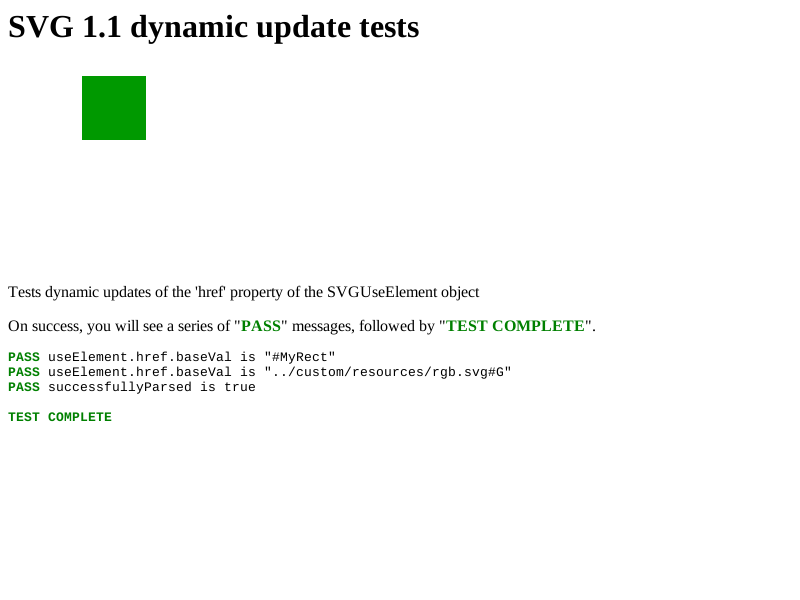 SVG 1.1 dynamic update tests
Tests dynamic updates of the 'href' property of the SVGUseElement object
On success, you will see a series of "PASS" messages, followed by "TEST COMPLETE".
PASS useElement.href.baseVal is "#MyRect"
PASS useElement.href.baseVal is "../custom/resources/rgb.svg#G"
PASS successfullyParsed is true
TEST COMPLETE